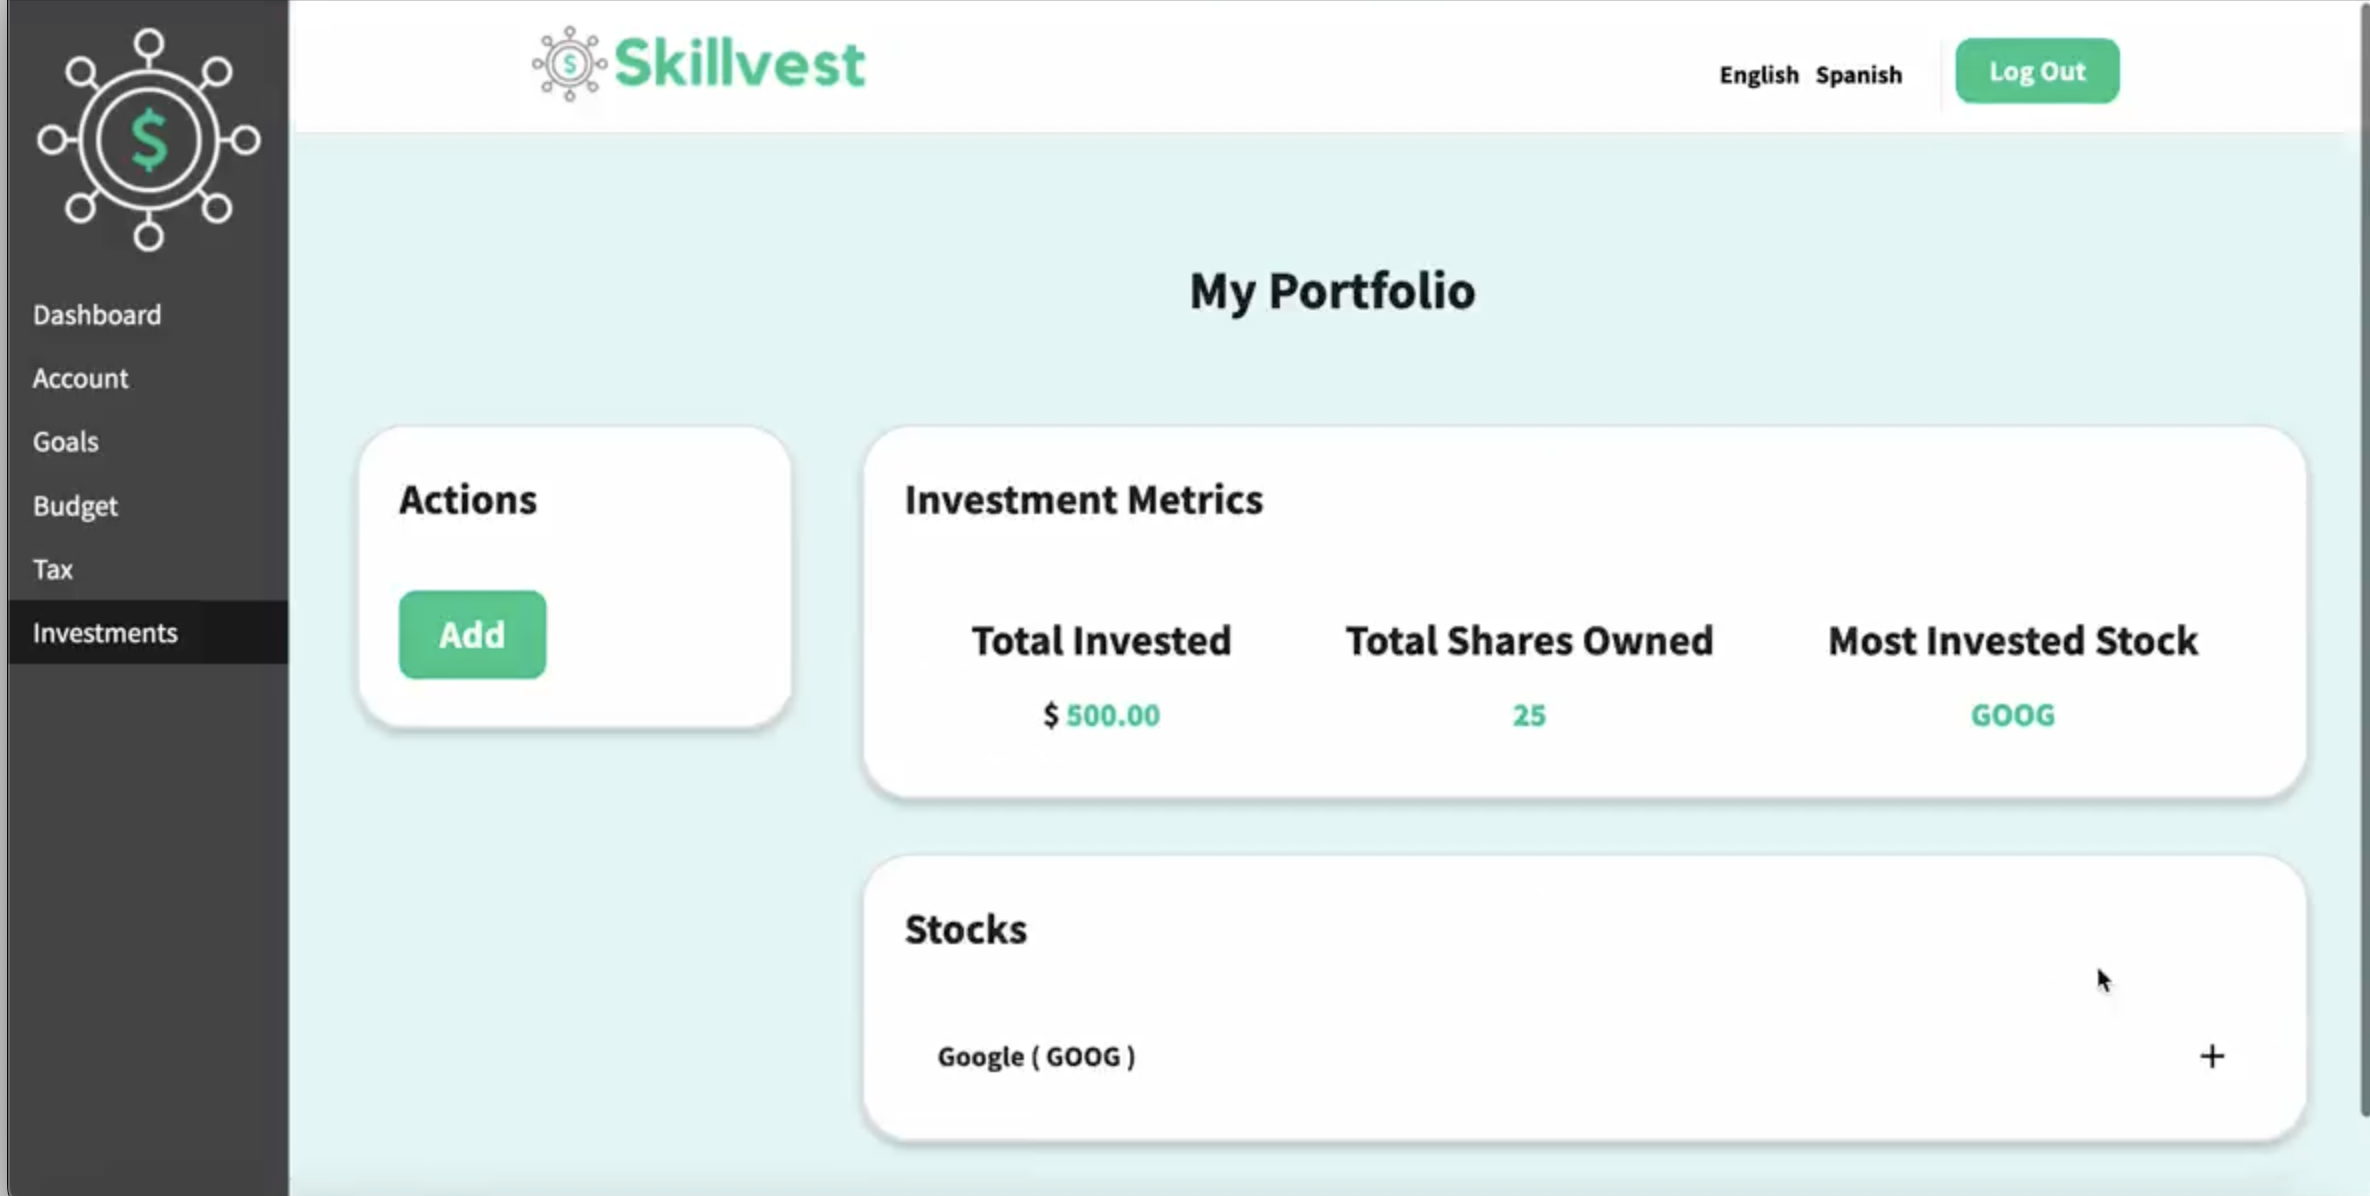 $
Dashboard
Account
Goals
Budget
Tax
Investments
$ Skillvest
English Spanish
Log Out
My Portfolio
Actions
Add
Investment Metrics
Total Invested
$ 500.00
Total Shares Owned
25
Most Invested Stock
GOOG
Stocks
Google ( GOOG )
+